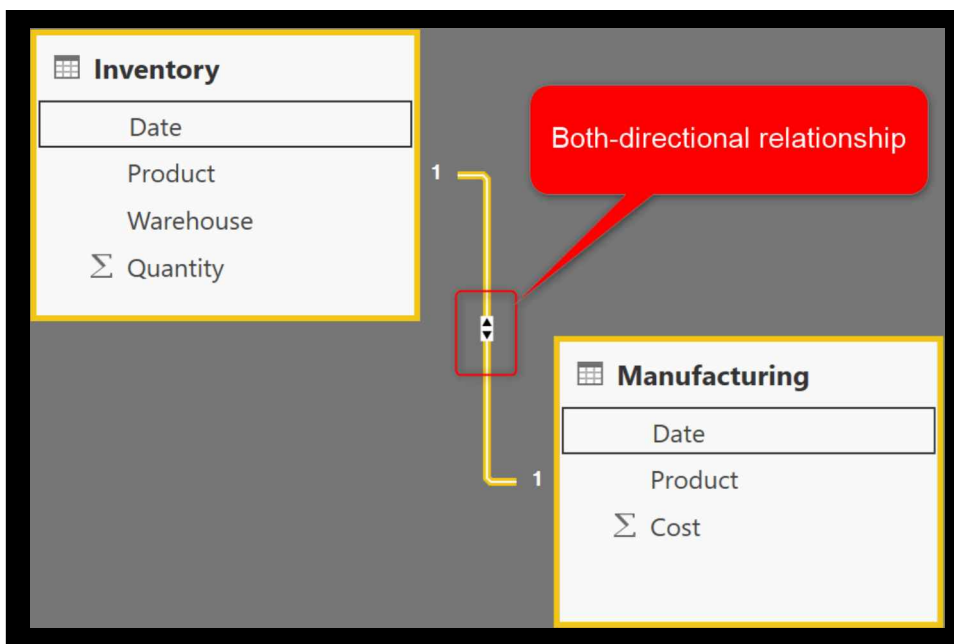 Inventory
Date
Product
Warehouse
Σ Quantity
1
Both-directional relationship
1
Manufacturing
Date
Product
Σ Cost